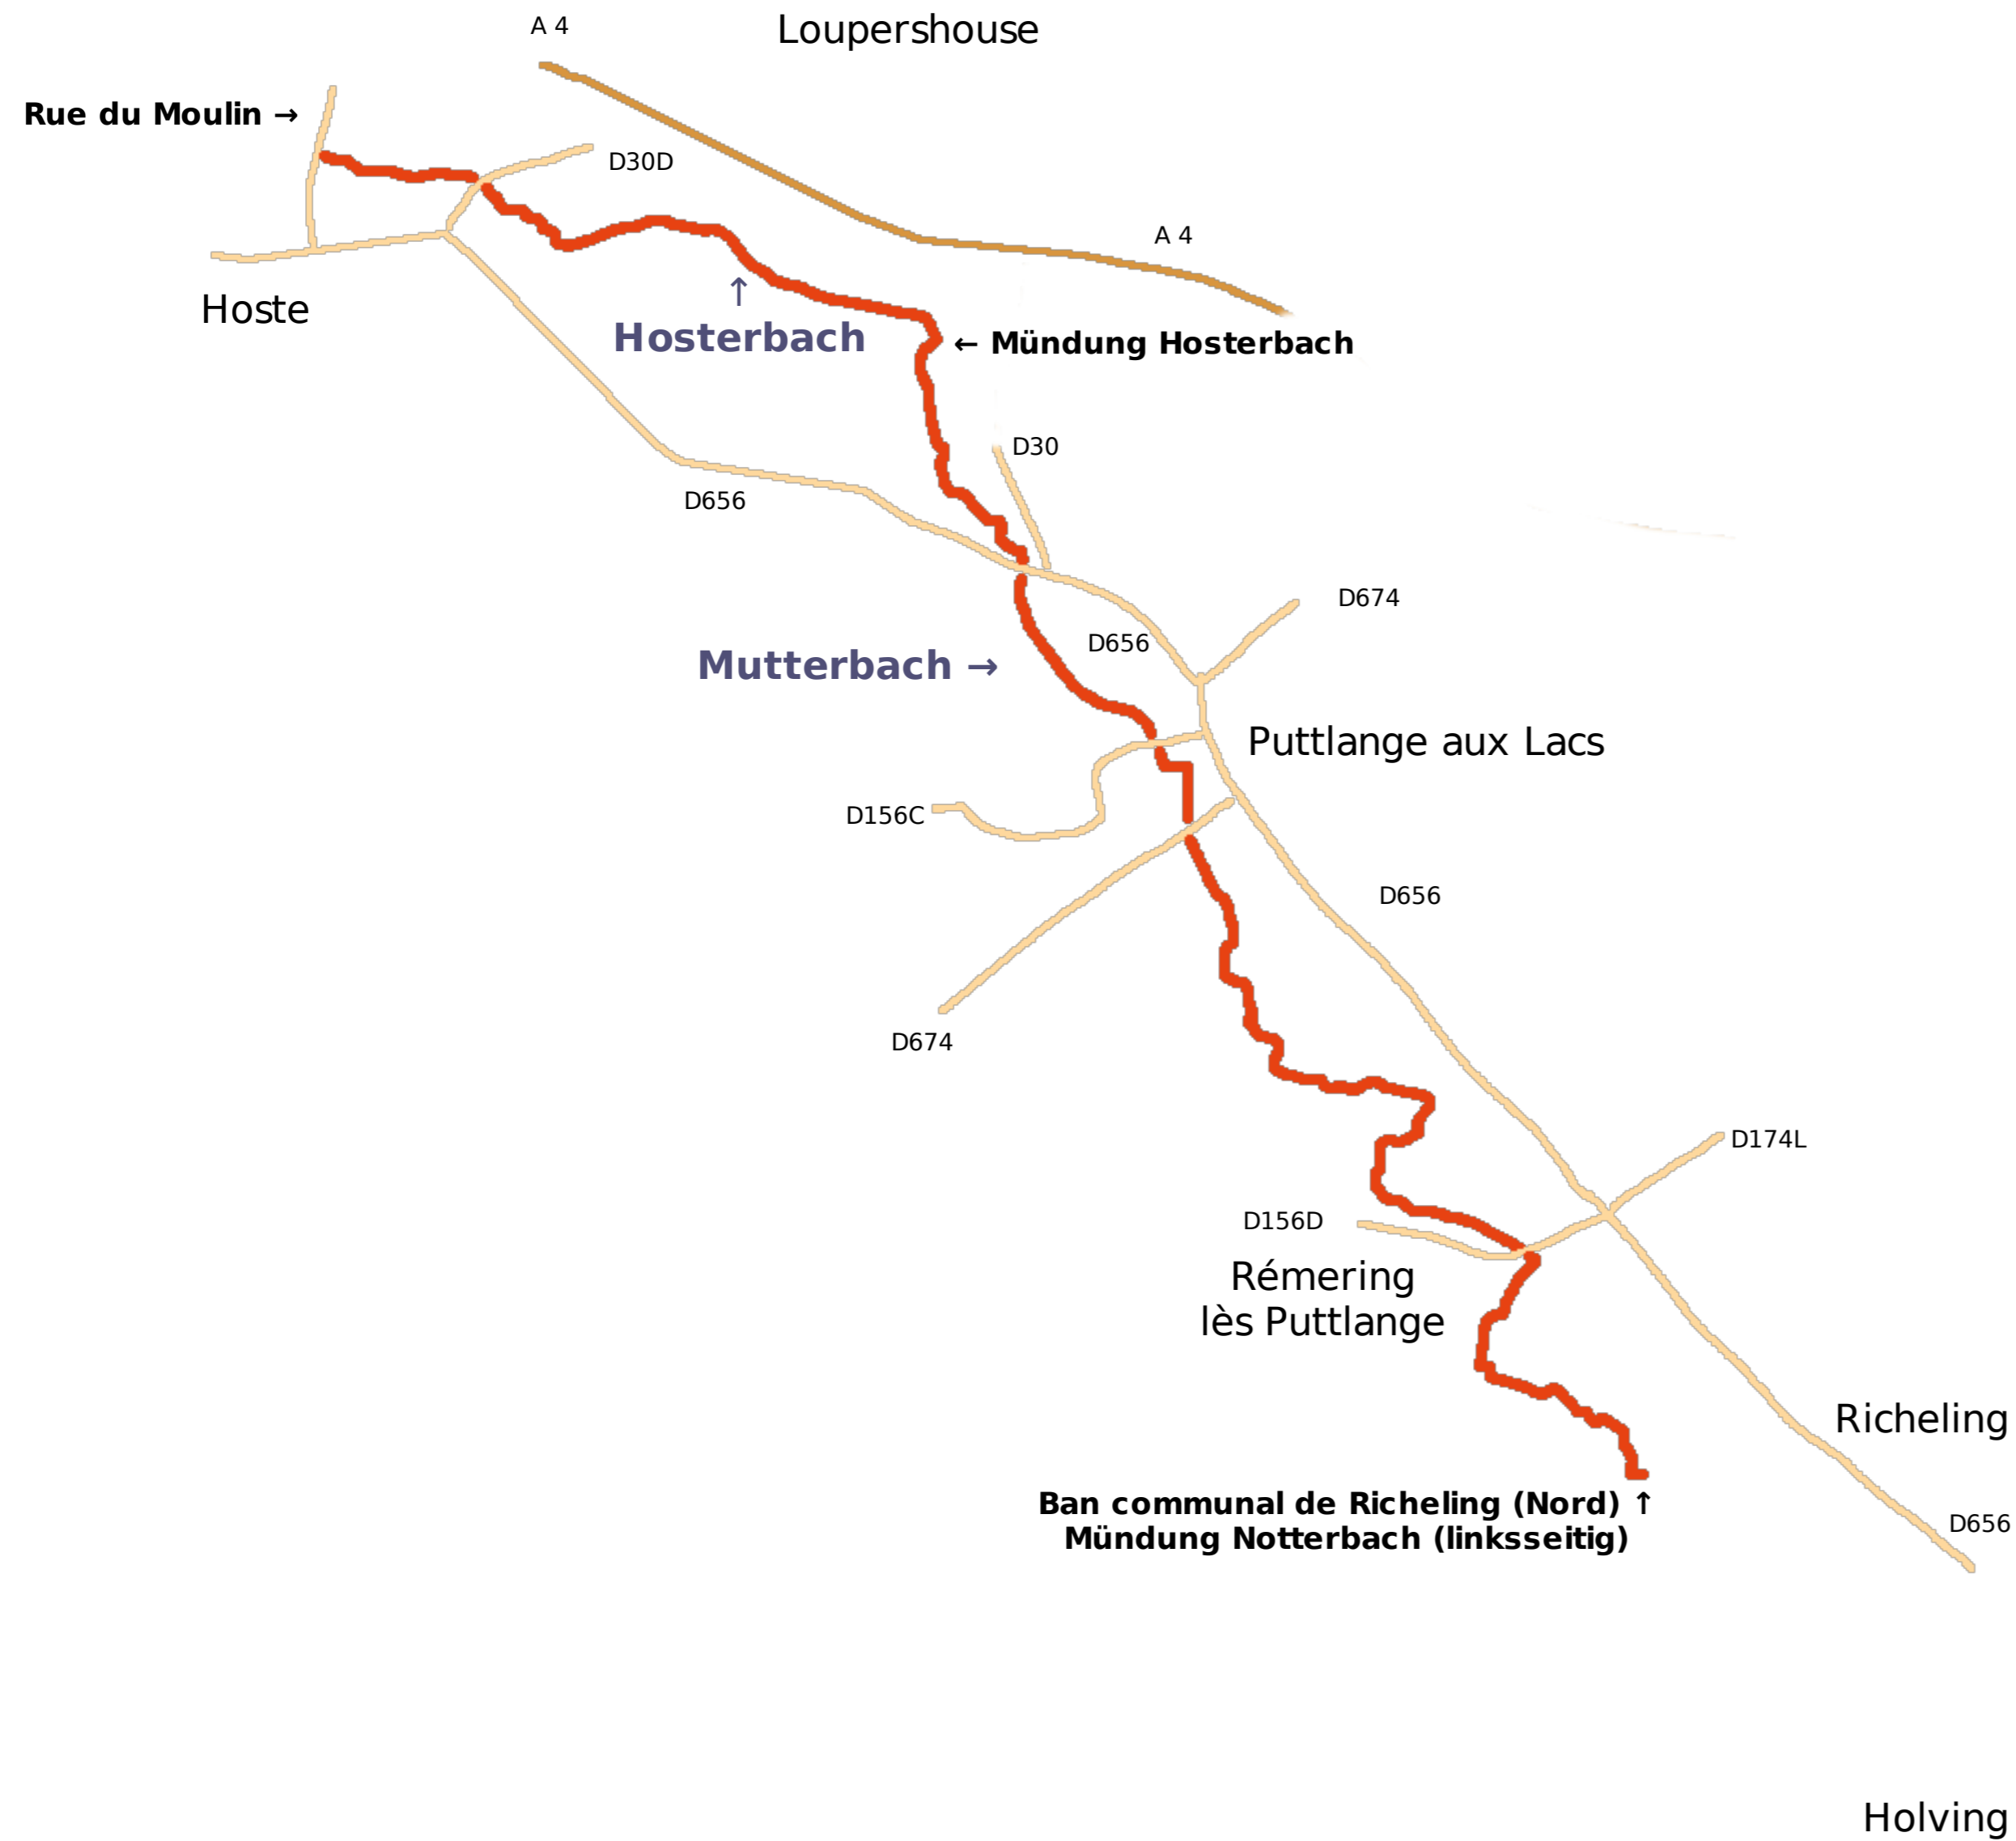 A 4
Loupershouse
Rue du Moulin →
D30D
A 4
Hoste
↑
Hosterbach
← Mündung Hosterbach
D30
D656
D674
D656
Mutterbach →
Puttlange aux Lacs
D156C
D656
D674
D174L
D156D
Rémering
lès Puttlange
Richeling
Ban communal de Richeling (Nord) ↑
Mündung Notterbach (linksseitig)
D656
Holving